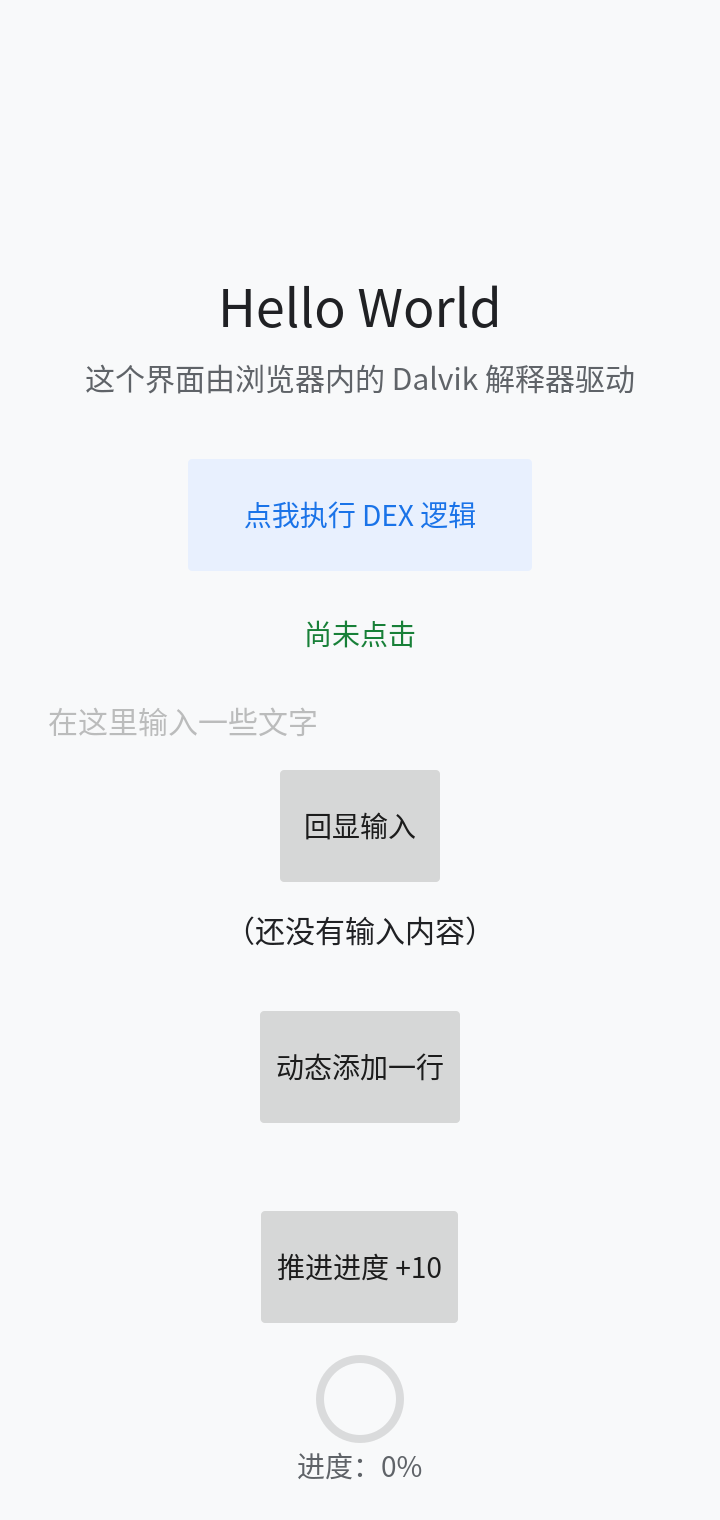 Hello World
这个界面由浏览器内的 Dalvik 解释器驱动
点我执行 DEX 逻辑
尚未点击
在这里输入一些文字
回显输入
（还没有输入内容）
动态添加一行
推进进度 +10
进度：0%